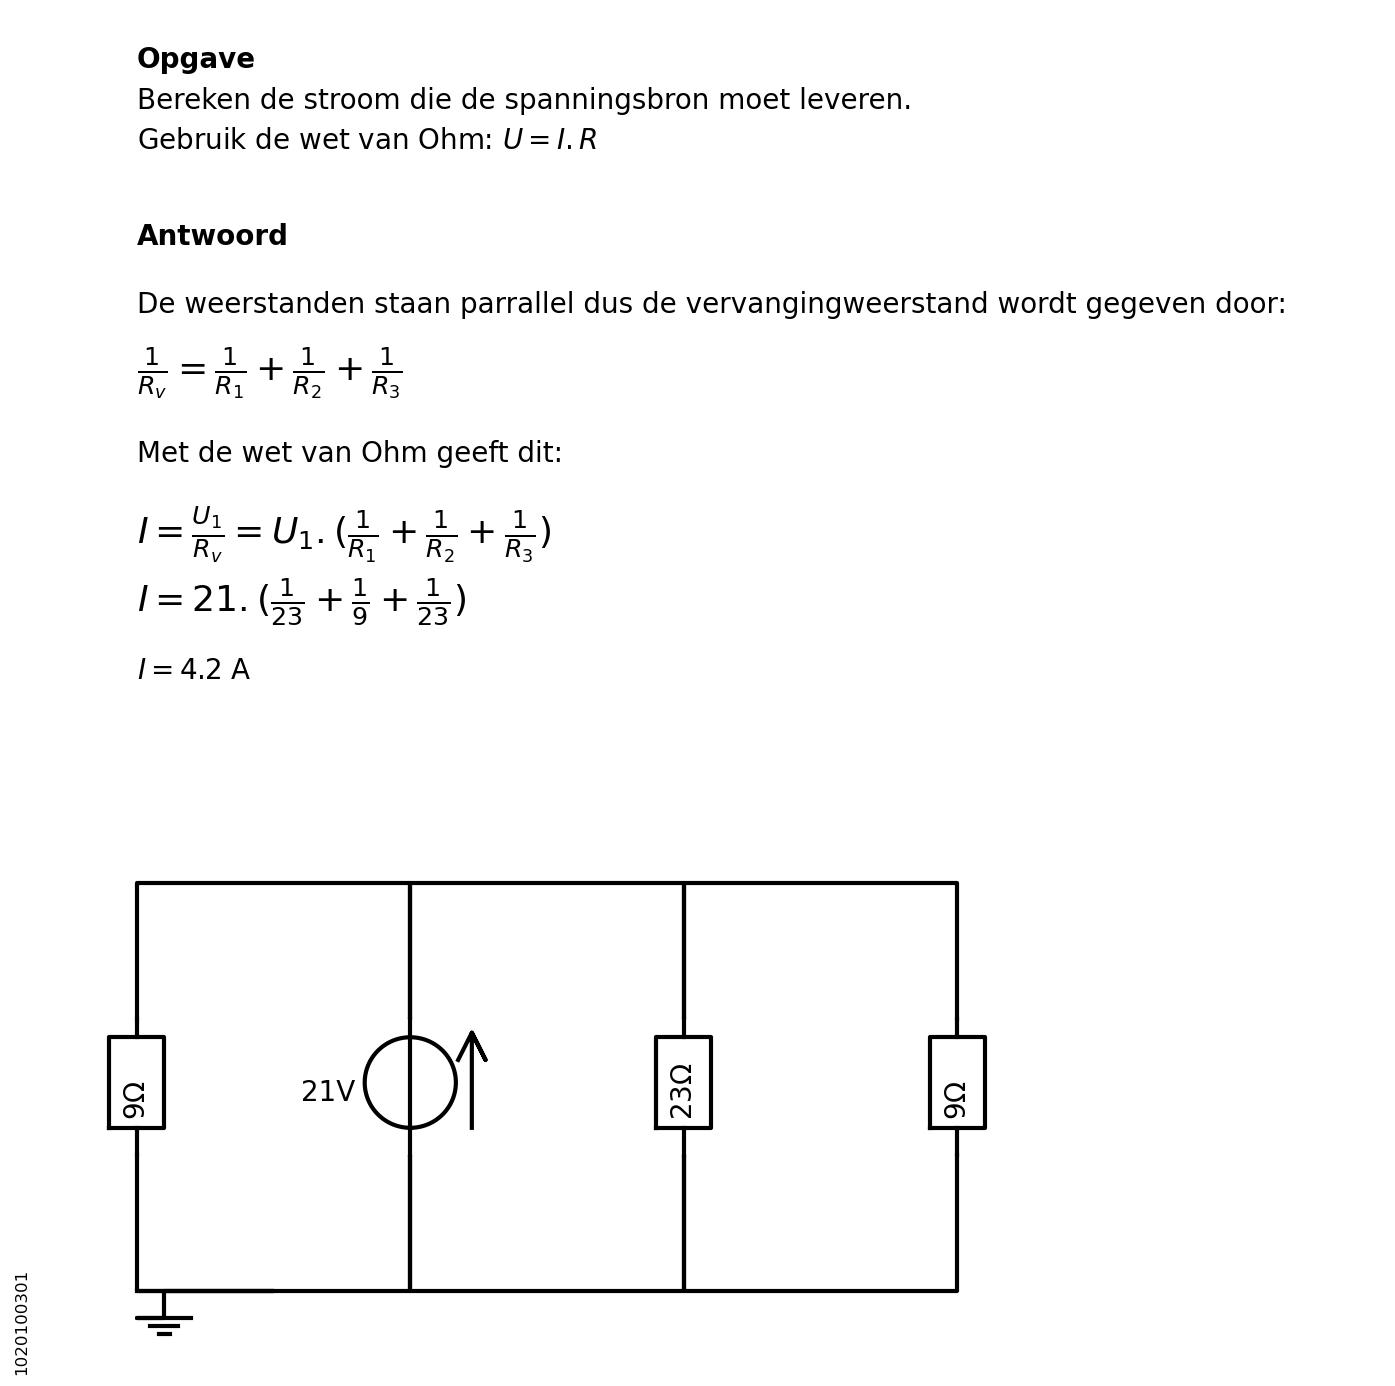 Opgave
Bereken de stroom die de spanningsbron moet leveren.
Gebruik de wet van Ohm: $U = I.R$
Antwoord
De weerstanden staan parrallel dus de vervangingweerstand wordt gegeven door:
$\frac{1}{R_v} = \frac{1}{R_1} + \frac{1}{R_2} + \frac{1}{R_3}$
Met de wet van Ohm geeft dit:
$I = \frac{U_1}{R_v} = U_1.(\frac{1}{R_1} + \frac{1}{R_2} + \frac{1}{R_3})$
$I = 21.(\frac{1}{23} + \frac{1}{9} + \frac{1}{23})$
$I = 4.2$ A
9Ω
21V
23Ω
9Ω
1020100301